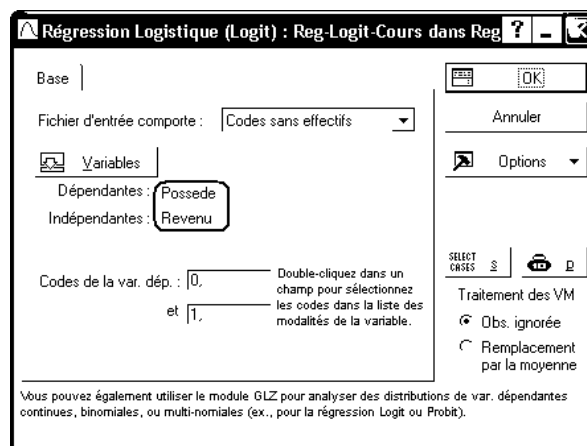 Régression Logistique (Logit) : Reg-Logit-Cours dans Reg ? _
Base
Fichier d'entrée comporte : Codes sans effectifs
Variables
Dépendantes : Possede
Indépendantes : Revenu
Codes de la var. dép. : 0,
et 1,
Double-cliquez dans un
champ pour sélectionnez
les codes dans la liste des
modalités de la variable.
OK
Annuler
Options
SELECT
CASES S D
Traitement des VM
Obs. ignorée
Remplacement
par la moyenne
Vous pouvez également utiliser le module GLZ pour analyser des distributions de var. dépendantes
continues, binomiales, ou multi-nomiales (ex., pour la régression Logit ou Probit).